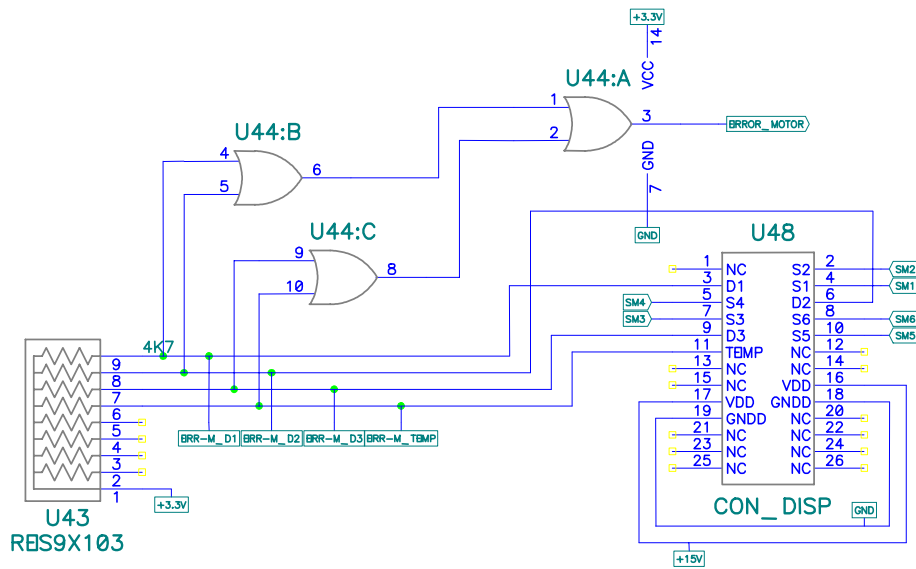 +3.3V
14
VCC
U44:A
1
2
3
ERROR_MOTOR
GND
7
GND
U44:B
4
5
6
U44:C
9
10
8
U48
1 NC S2 2 SM2
3 D1 S1 4 SM1
SM4 5 S4 D2 6
SM3 7 S3 S6 8 SM6
9 D3 S5 10 SM5
11 TEMP NC 12
13 NC NC 14
15 NC VDD 16
17 VDD GNDD 18
19 GNDD NC 20
21 NC NC 22
23 NC NC 24
25 NC NC 26
CON_DISP
GND
+15V
4K7
9
8
7
6
5
4
3
2
1
ERR-M_D1 ERR-M_D2 ERR-M_D3 ERR-M_TEMP
+3.3V
U43
REIS9X103